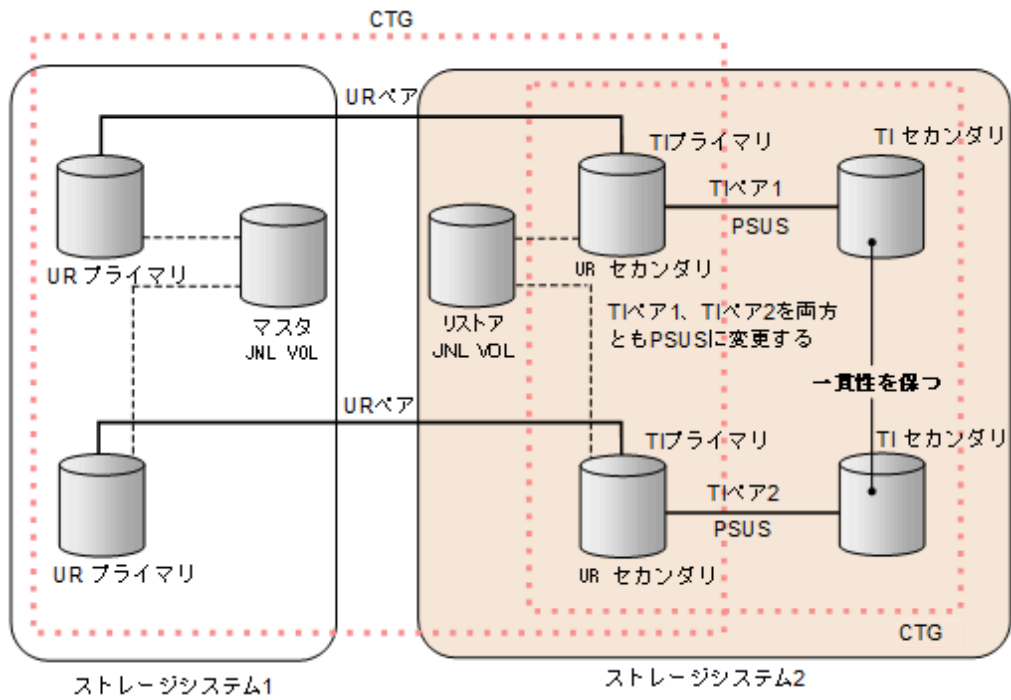 CTG
URペア
TIプライマリ
TI セカンダリ
TIペア1
PSUS
UR プライマリ
UR セカンダリ
マスタ
JNL VOL
リストア
JNL VOL
TIペア1、TIペア2を両方
ともPSUSに変更する
一貫性を保つ
URペア
TIプライマリ
TI セカンダリ
TIペア2
PSUS
UR プライマリ
UR セカンダリ
CTG
ストレージシステム1
ストレージシステム2